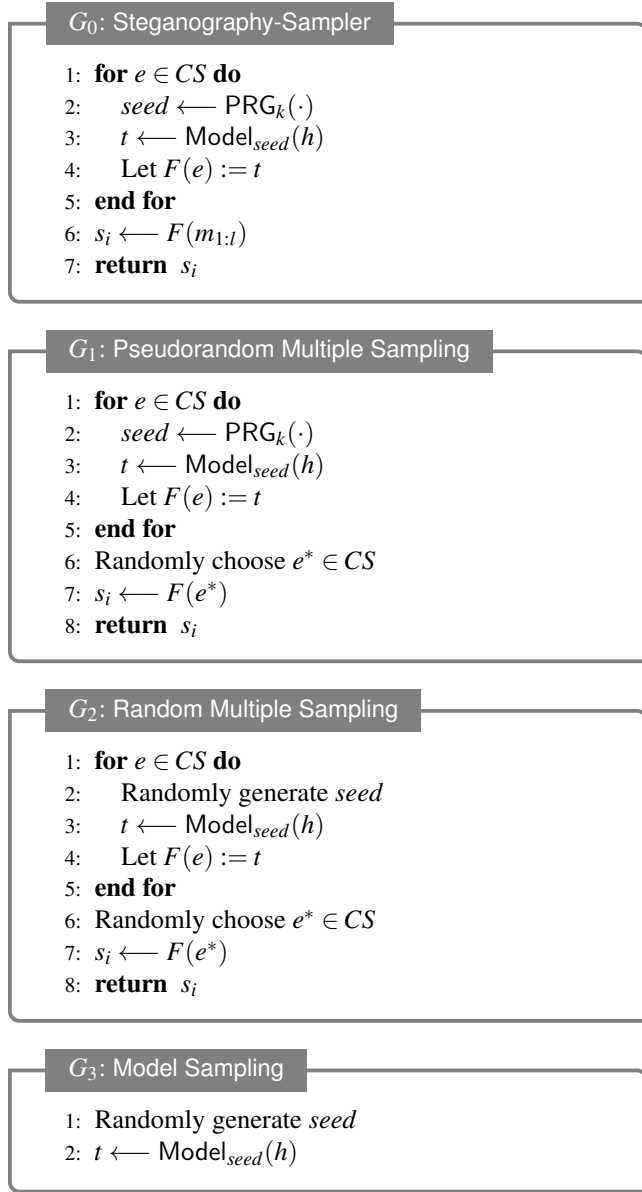 G₀: Steganography-Sampler
1: for e ∈ CS do
2: seed ⟵ PRGₖ(·)
3: t ⟵ Model_seed(h)
4: Let F(e) := t
5: end for
6: sᵢ ⟵ F(m₁:ₗ)
7: return sᵢ
G₁: Pseudorandom Multiple Sampling
1: for e ∈ CS do
2: seed ⟵ PRGₖ(·)
3: t ⟵ Model_seed(h)
4: Let F(e) := t
5: end for
6: Randomly choose e* ∈ CS
7: sᵢ ⟵ F(e*)
8: return sᵢ
G₂: Random Multiple Sampling
1: for e ∈ CS do
2: Randomly generate seed
3: t ⟵ Model_seed(h)
4: Let F(e) := t
5: end for
6: Randomly choose e* ∈ CS
7: sᵢ ⟵ F(e*)
8: return sᵢ
G₃: Model Sampling
1: Randomly generate seed
2: t ⟵ Model_seed(h)